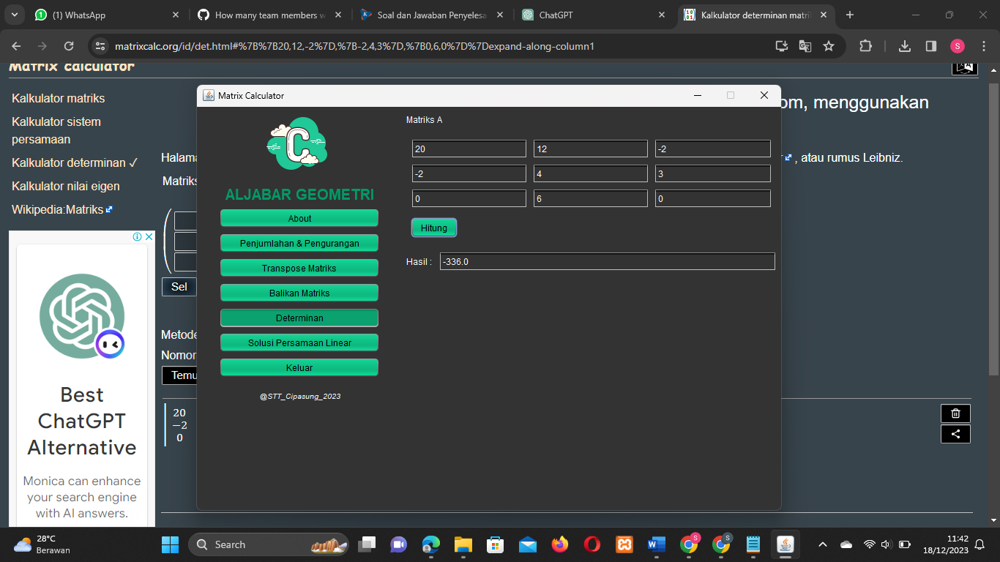 (1) WhatsApp
How many team members w
Soal dan Jawaban Penyelesa
ChatGPT
Kalkulator determinan matri
matrixcalc.org/id/det.html#%7B%7B20,12,-2%7D,%7B-2,4,3%7D,%7B0,6,0%7D%7Dexpand-along-column1
S
Matrix calculator
Kalkulator matriks
Kalkulator sistem
persamaan
Kalkulator determinan ✓
Kalkulator nilai eigen
Wikipedia:Matriks
om, menggunakan
Halama
, atau rumus Leibniz.
Matriks
Sel
Metode
Nomor
Temu
20
−2
0
Best
ChatGPT
Alternative
Monica can enhance
your search engine
with AI answers.
Matrix Calculator
C
ALJABAR GEOMETRI
About
Penjumlahan & Pengurangan
Transpose Matriks
Balikan Matriks
Determinan
Solusi Persamaan Linear
Keluar
@STT_Cipasung_2023
Matriks A
20 12 -2
-2 4 3
0 6 0
Hitung
Hasil : -336.0
28°C
Berawan
Search
S
S
11:42
18/12/2023